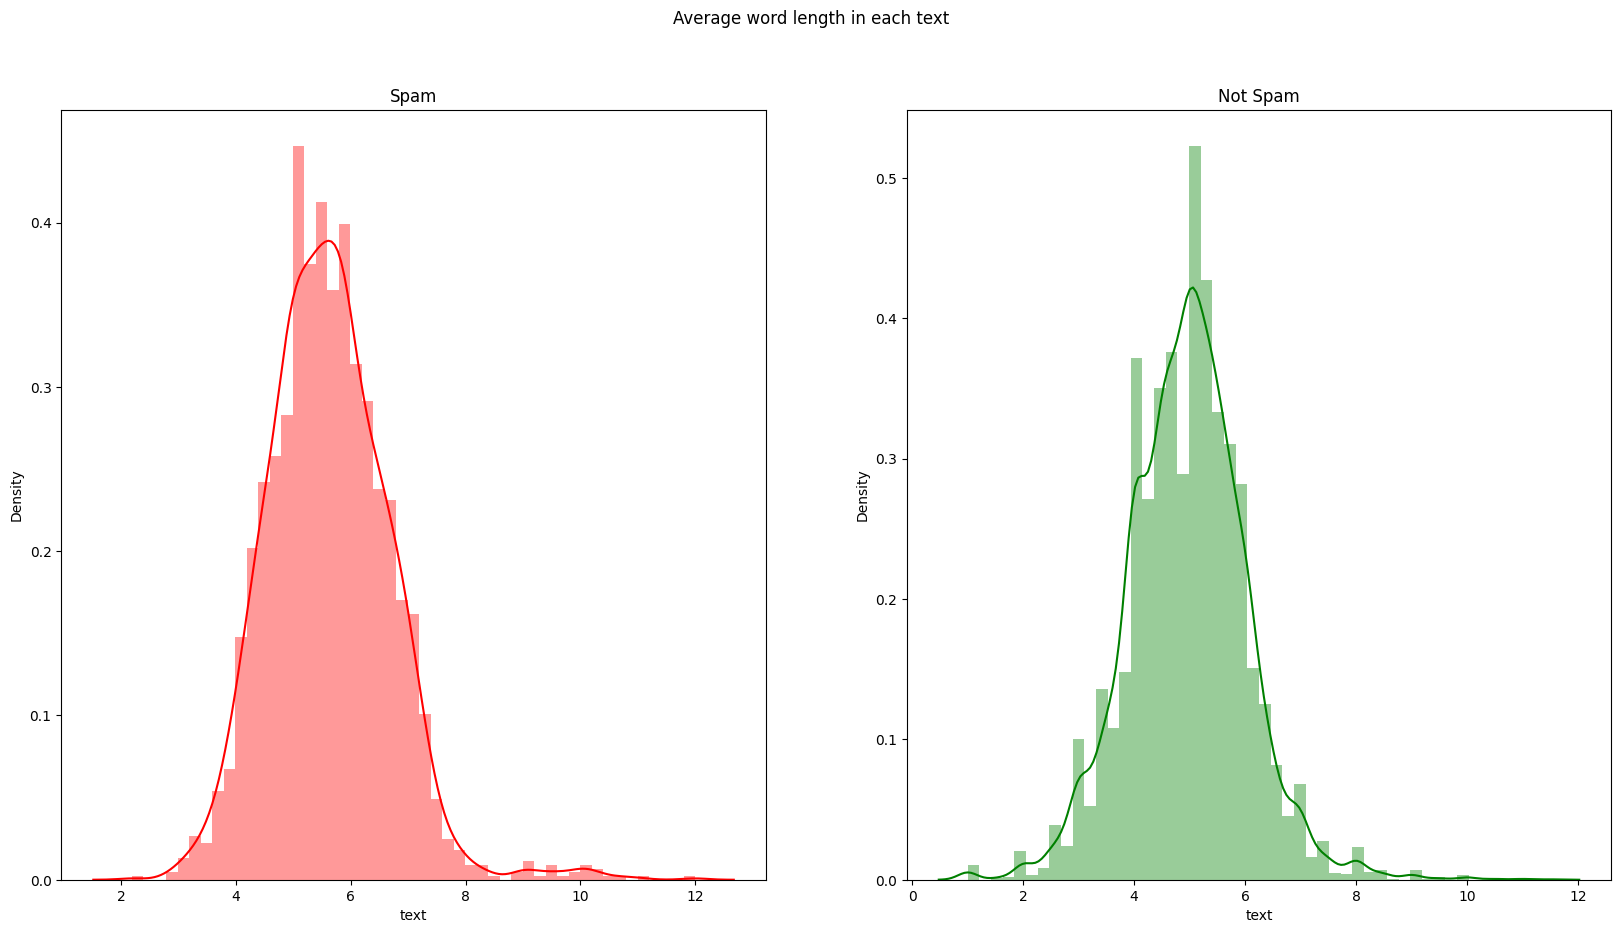 Average word length in each text
Spam
Density
0.4
0.3
0.2
0.1
0.0
2 4 6 8 10 12
text
Not Spam
Density
0.5
0.4
0.3
0.2
0.1
0.0
0 2 4 6 8 10 12
text